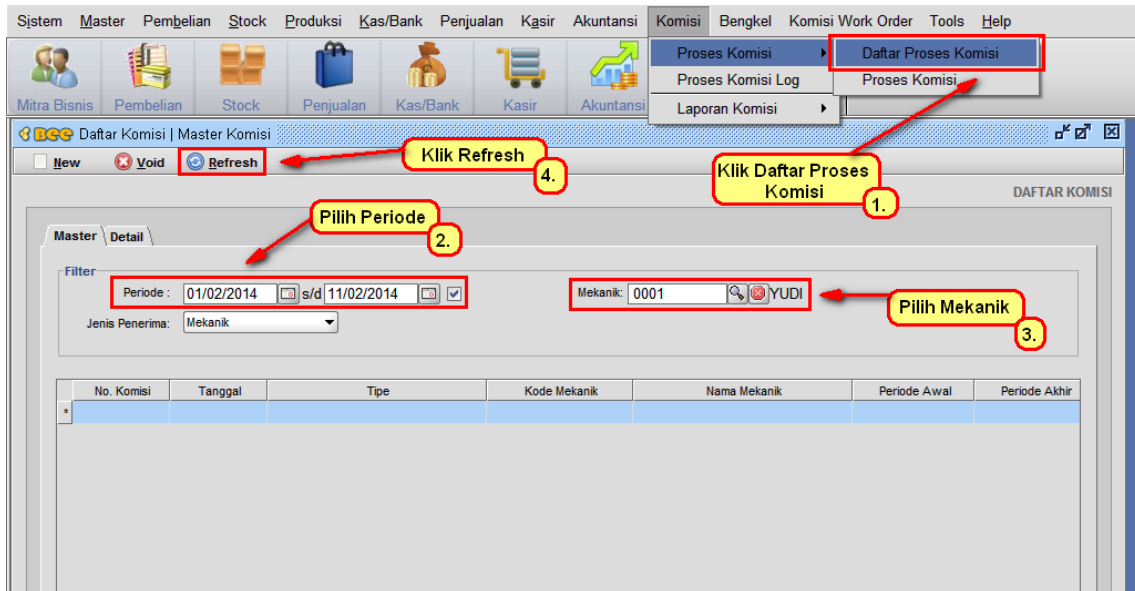 Sistem Master Pembelian Stock Produksi Kas/Bank Penjualan Kasir Akuntansi Komisi Bengkel Komisi Work Order Tools Help
Proses Komisi
Daftar Proses Komisi
Proses Komisi Log
Proses Komisi
Laporan Komisi
Mitra Bisnis Pembelian Stock Penjualan Kas/Bank Kasir Akuntansi
Bee Daftar Komisi | Master Komisi
New Void Refresh
Klik Refresh
4.
Klik Daftar Proses
Komisi
1.
DAFTAR KOMISI
Pilih Periode
2.
Master Detail
Filter
Periode : 01/02/2014 s/d 11/02/2014
Mekanik: 0001 YUDI
Jenis Penerima: Mekanik
Pilih Mekanik
3.
No. Komisi Tanggal Tipe Kode Mekanik Nama Mekanik Periode Awal Periode Akhir
*